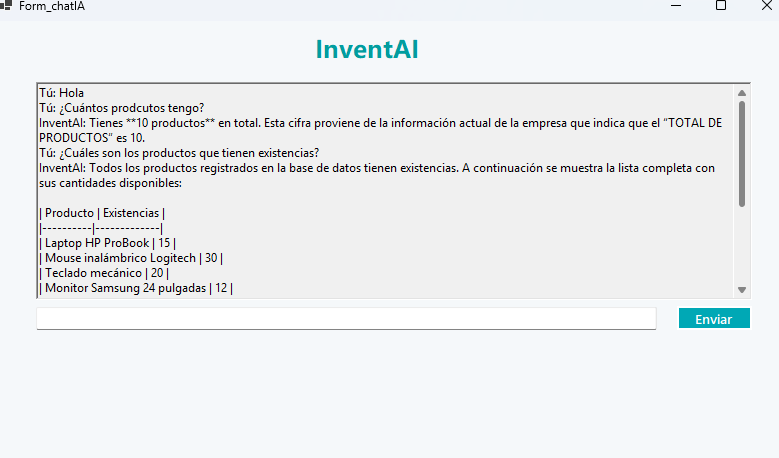 Form_chatIA
InventAI
Tú: Hola
Tú: ¿Cuántos prodcutos tengo?
InventAI: Tienes **10 productos** en total. Esta cifra proviene de la información actual de la empresa que indica que el “TOTAL DE
PRODUCTOS” es 10.
Tú: ¿Cuáles son los productos que tienen existencias?
InventAI: Todos los productos registrados en la base de datos tienen existencias. A continuación se muestra la lista completa con
sus cantidades disponibles:
| Producto | Existencias |
|----------|-------------|
| Laptop HP ProBook | 15 |
| Mouse inalámbrico Logitech | 30 |
| Teclado mecánico | 20 |
| Monitor Samsung 24 pulgadas | 12 |
Enviar